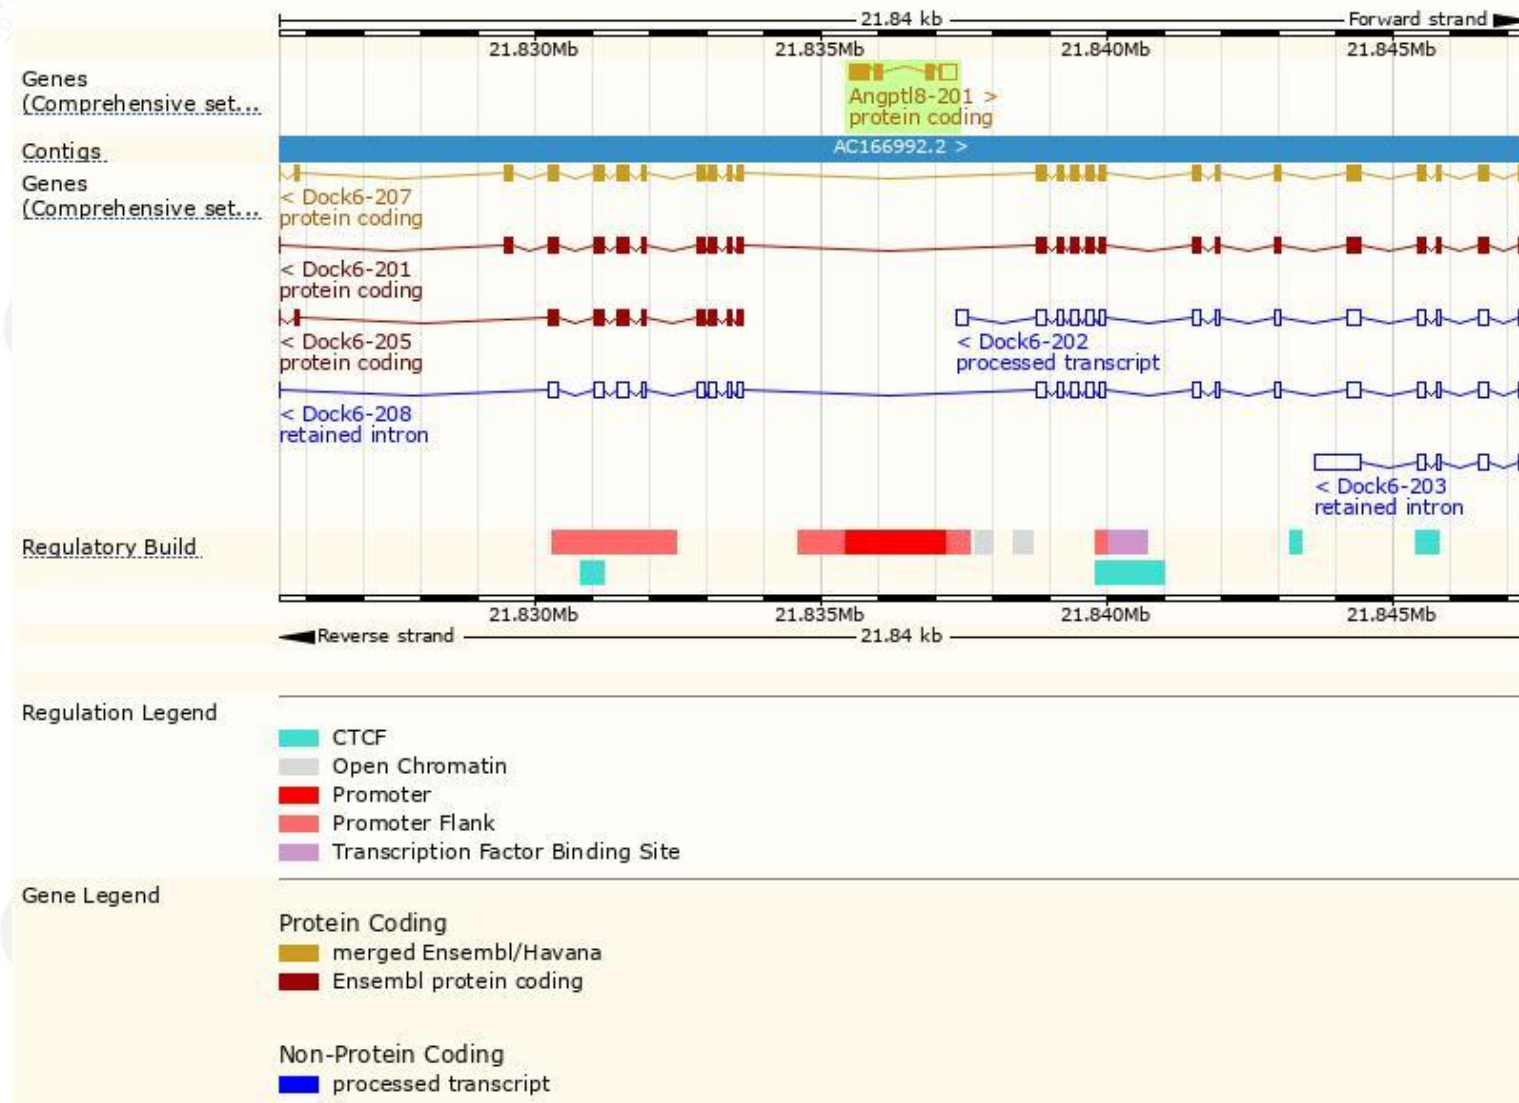 21.84 kb Forward strand
21.830Mb 21.835Mb 21.840Mb 21.845Mb
Genes
(Comprehensive set...
Angptl8-201 >
protein coding
Contigs
AC166992.2 >
Genes
(Comprehensive set...
< Dock6-207
protein coding
< Dock6-201
protein coding
< Dock6-205
protein coding
< Dock6-202
processed transcript
< Dock6-208
retained intron
< Dock6-203
retained intron
Regulatory Build
21.830Mb 21.835Mb 21.840Mb 21.845Mb
Reverse strand 21.84 kb
Regulation Legend
CTCF
Open Chromatin
Promoter
Promoter Flank
Transcription Factor Binding Site
Gene Legend
Protein Coding
merged Ensembl/Havana
Ensembl protein coding
Non-Protein Coding
processed transcript